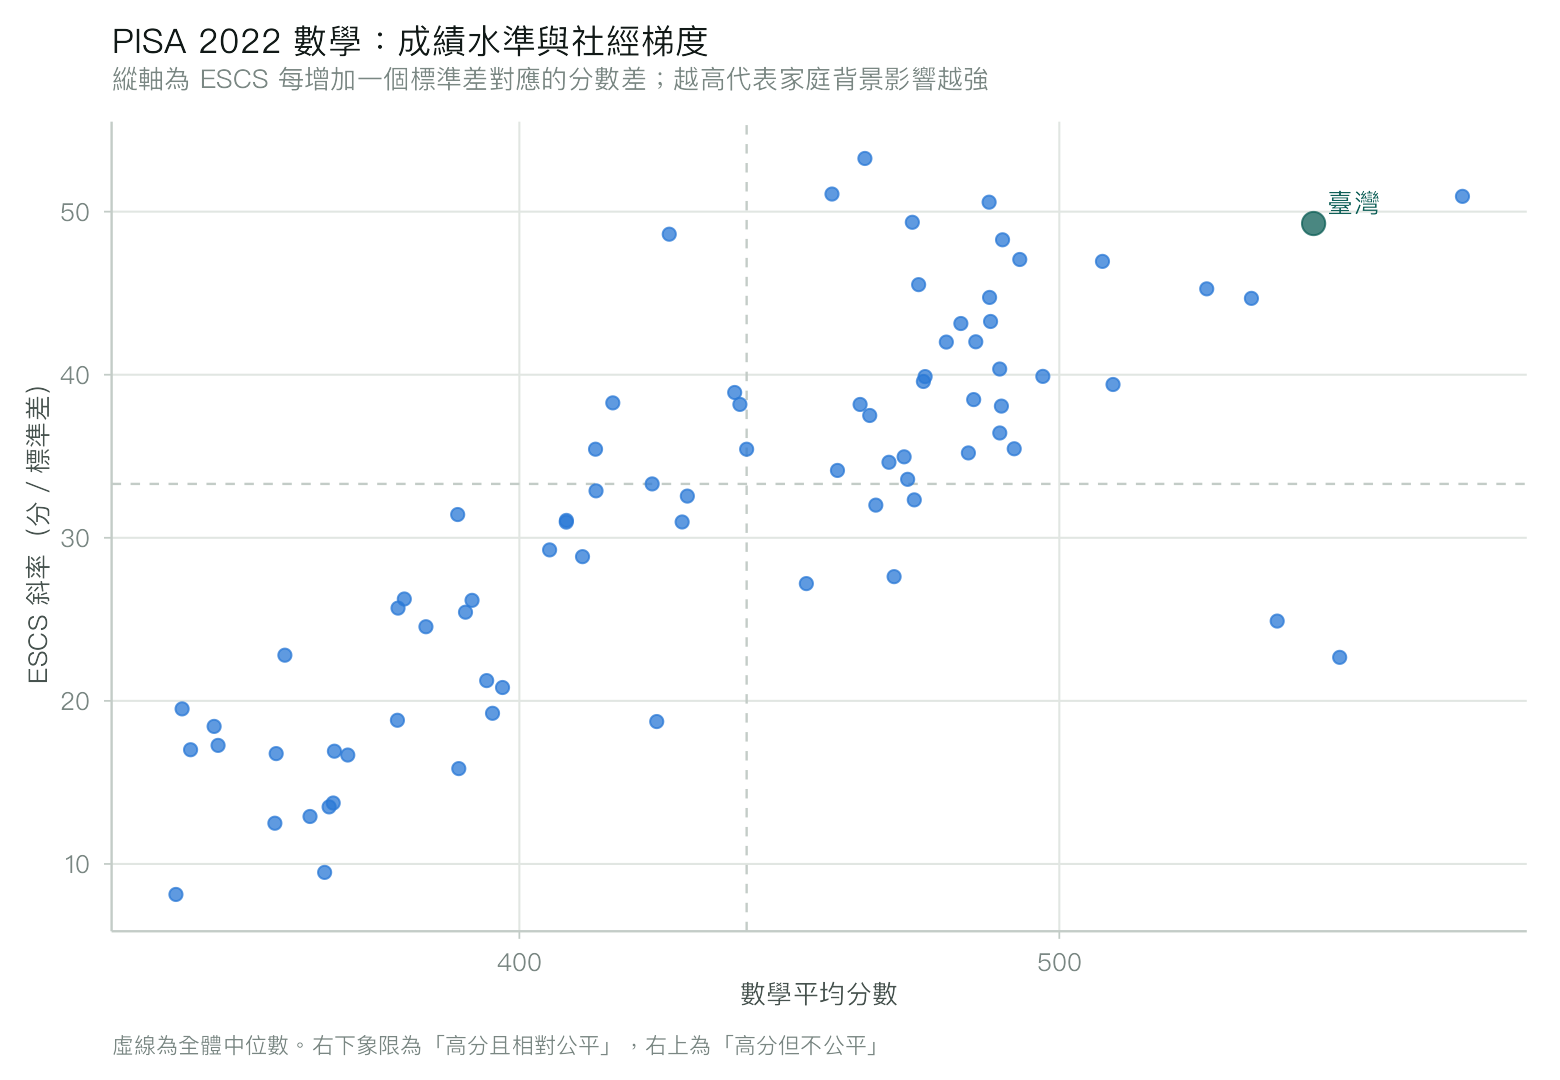 PISA 2022 數學：成績水準與社經梯度
縱軸為 ESCS 每增加一個標準差對應的分數差；越高代表家庭背景影響越強
50
40
30
20
10
ESCS 斜率（分 / 標準差）
臺灣
400
500
數學平均分數
虛線為全體中位數。右下象限為「高分且相對公平」，右上為「高分但不公平」